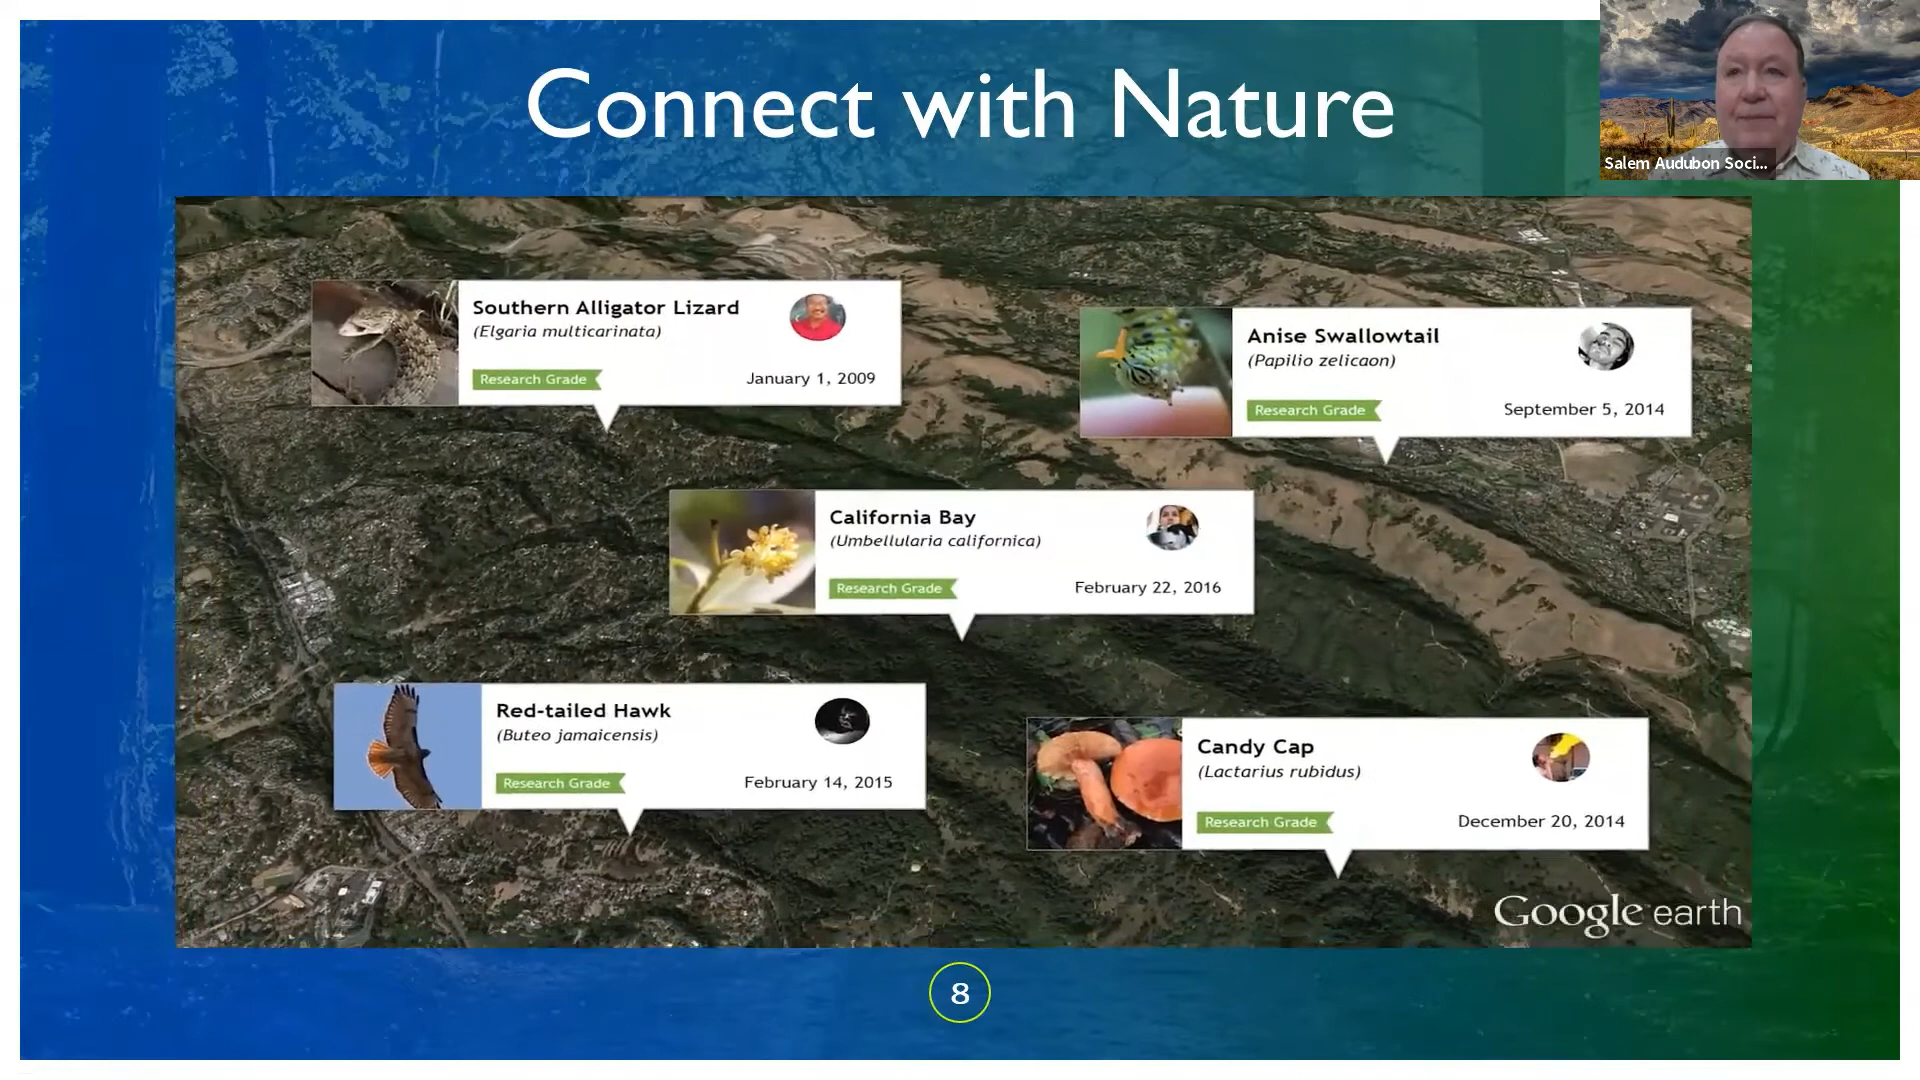 Connect with Nature
Salem Audubon Soci...
Southern Alligator Lizard
(Elgaria multicarinata)
Research Grade
January 1, 2009
Anise Swallowtail
(Papilio zelicaon)
Research Grade
September 5, 2014
California Bay
(Umbellularia californica)
Research Grade
February 22, 2016
Red-tailed Hawk
(Buteo jamaicensis)
Research Grade
February 14, 2015
Candy Cap
(Lactarius rubidus)
Research Grade
December 20, 2014
Google earth
8